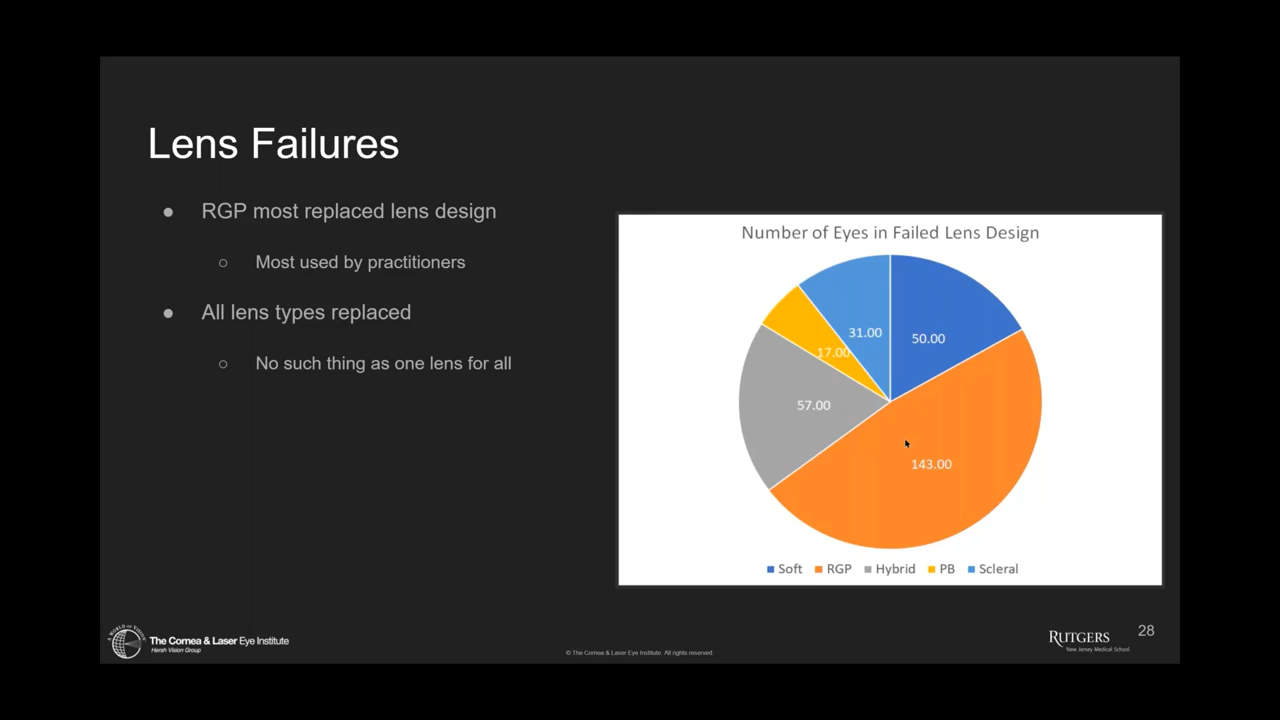 Lens Failures
● RGP most replaced lens design
○ Most used by practitioners
● All lens types replaced
○ No such thing as one lens for all
Number of Eyes in Failed Lens Design
31.00
50.00
17.00
57.00
143.00
Soft RGP Hybrid PB Scleral
A WORLD OF VISION
The Cornea & Laser Eye Institute
Hersh Vision Group
© The Cornea & Laser Eye Institute. All rights reserved.
RUTGERS
New Jersey Medical School
28